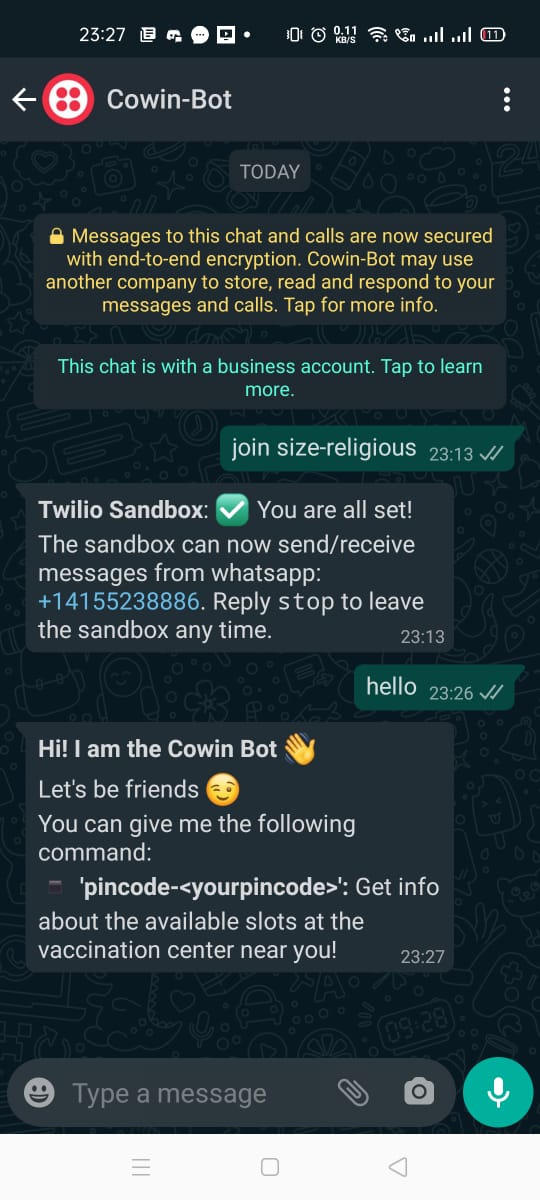 23:27
0.11 KB/S
11
Cowin-Bot
TODAY
Messages to this chat and calls are now secured
with end-to-end encryption. Cowin-Bot may use
another company to store, read and respond to your
messages and calls. Tap for more info.
This chat is with a business account. Tap to learn
more.
join size-religious 23:13
Twilio Sandbox: ✅ You are all set!
The sandbox can now send/receive
messages from whatsapp:
+14155238886. Reply stop to leave
the sandbox any time. 23:13
hello 23:26
Hi! I am the Cowin Bot 👋
Let's be friends 😉
You can give me the following
command:
▪ 'pincode-<yourpincode>': Get info
about the available slots at the
vaccination center near you! 23:27
09:28
Type a message